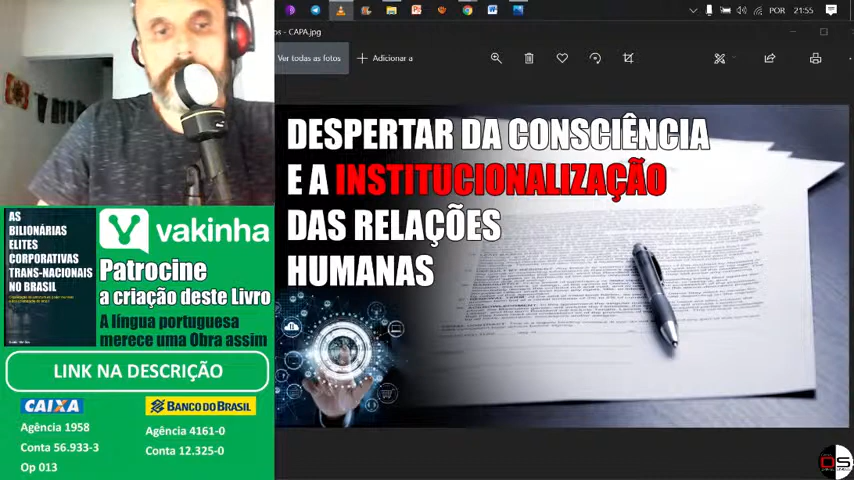 POR
21:55
os - CAPA.jpg
Ver todas as fotos
Adicionar a
DESPERTAR DA CONSCIÊNCIA
E A INSTITUCIONALIZAÇÃO
DAS RELAÇÕES
HUMANAS
AS
BILIONÁRIAS
ELITES
CORPORATIVAS
TRANS-NACIONAIS
NO BRASIL
vakinha
Patrocine
a criação deste Livro
A língua portuguesa
merece uma Obra assim
LINK NA DESCRIÇÃO
CAIXA
Agência 1958
Conta 56.933-3
Op 013
BANCO DO BRASIL
Agência 4161-0
Conta 12.325-0